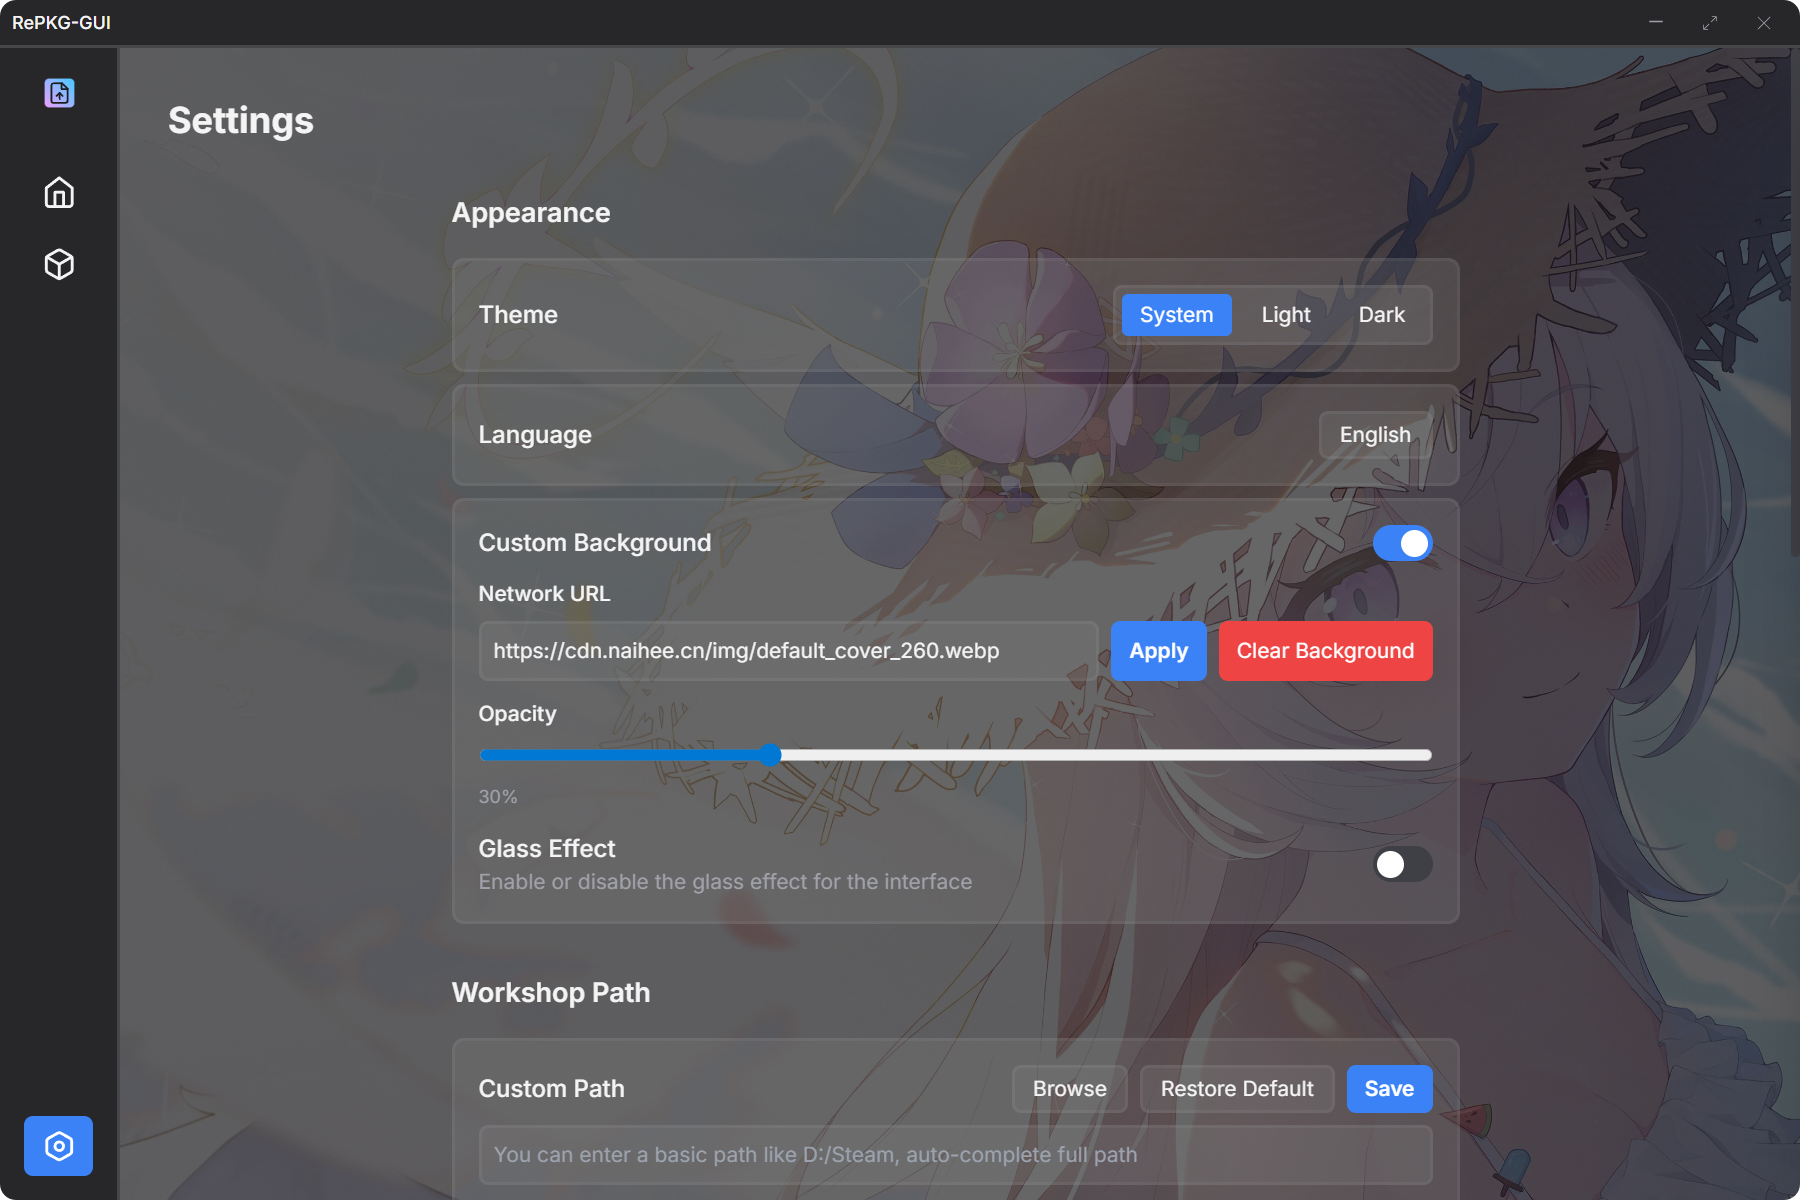 RePKG-GUI
Settings
Appearance
Theme
System
Light
Dark
Language
English
Custom Background
Network URL
https://cdn.naihee.cn/img/default_cover_260.webp
Apply
Clear Background
Opacity
30%
Glass Effect
Enable or disable the glass effect for the interface
Workshop Path
Custom Path
Browse
Restore Default
Save
You can enter a basic path like D:/Steam, auto-complete full path